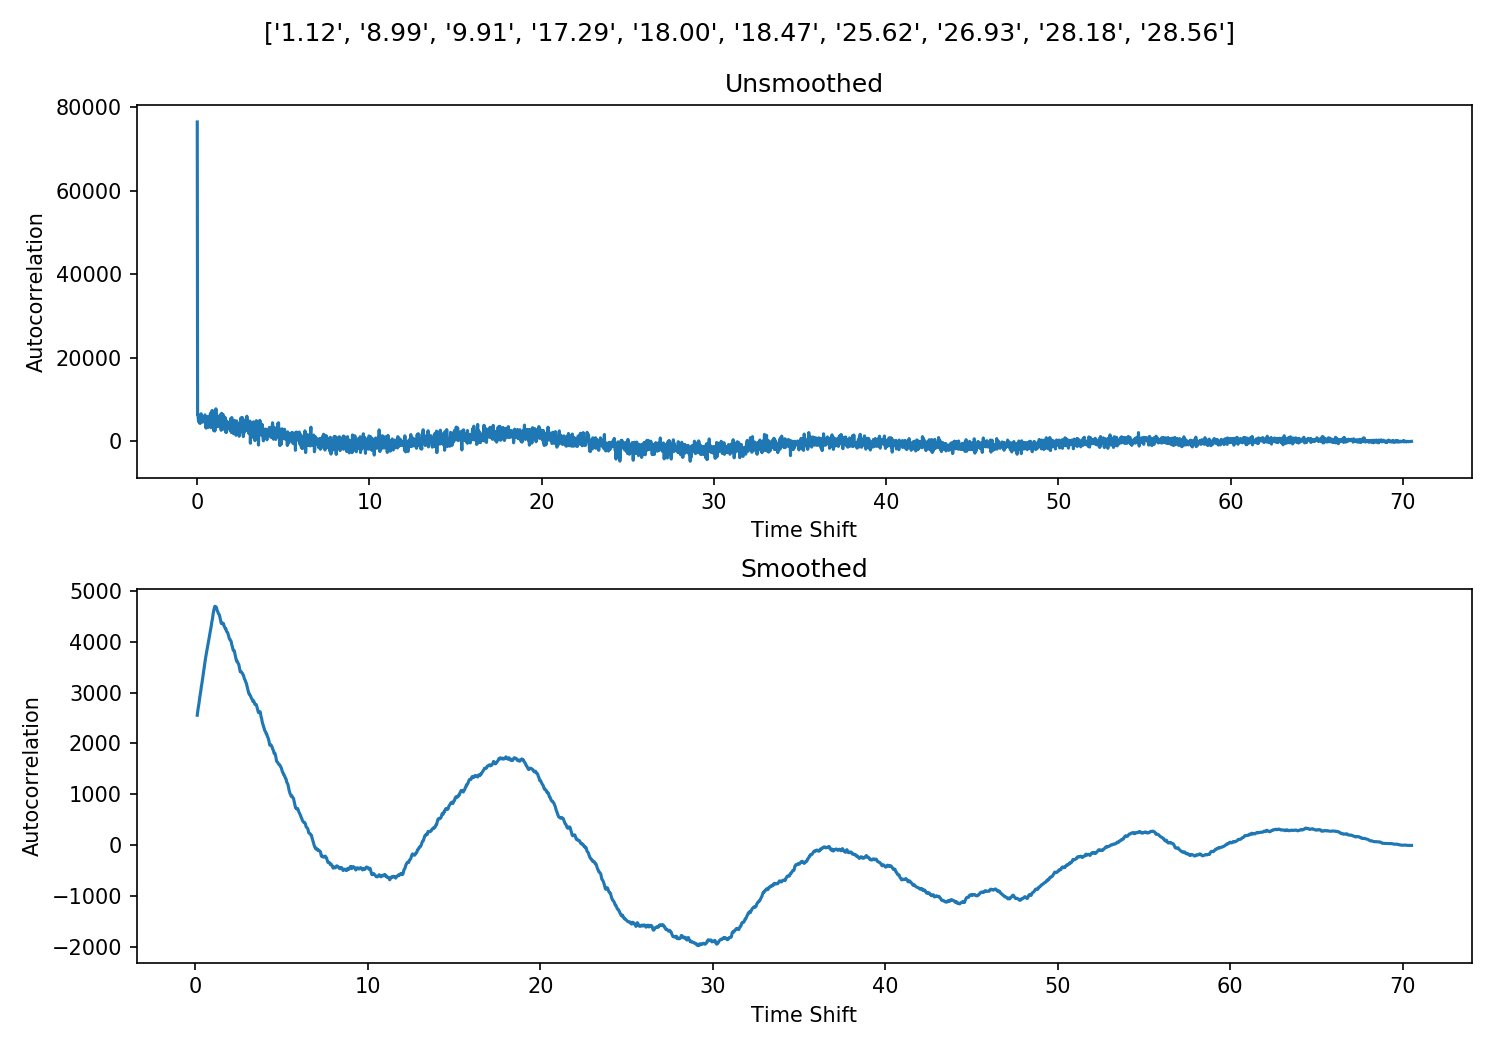 ['1.12', '8.99', '9.91', '17.29', '18.00', '18.47', '25.62', '26.93', '28.18', '28.56']
Unsmoothed
80000
60000
40000
20000
0
Autocorrelation
0 10 20 30 40 50 60 70
Time Shift
Smoothed
5000
4000
3000
2000
1000
0
−1000
−2000
Autocorrelation
0 10 20 30 40 50 60 70
Time Shift